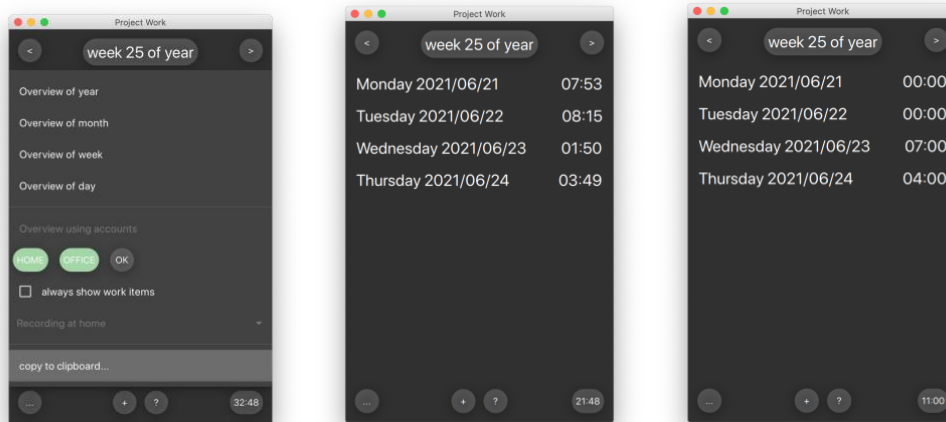 Project Work
< week 25 of year >
Overview of year
Overview of month
Overview of week
Overview of day
Overview using accounts
HOME OFFICE OK
always show work items
Recording at home
copy to clipboard...
... + ? 32:48
Project Work
< week 25 of year >
Monday 2021/06/21 07:53
Tuesday 2021/06/22 08:15
Wednesday 2021/06/23 01:50
Thursday 2021/06/24 03:49
... + ? 21:48
Project Work
< week 25 of year >
Monday 2021/06/21 00:00
Tuesday 2021/06/22 00:00
Wednesday 2021/06/23 07:00
Thursday 2021/06/24 04:00
... + ? 11:00